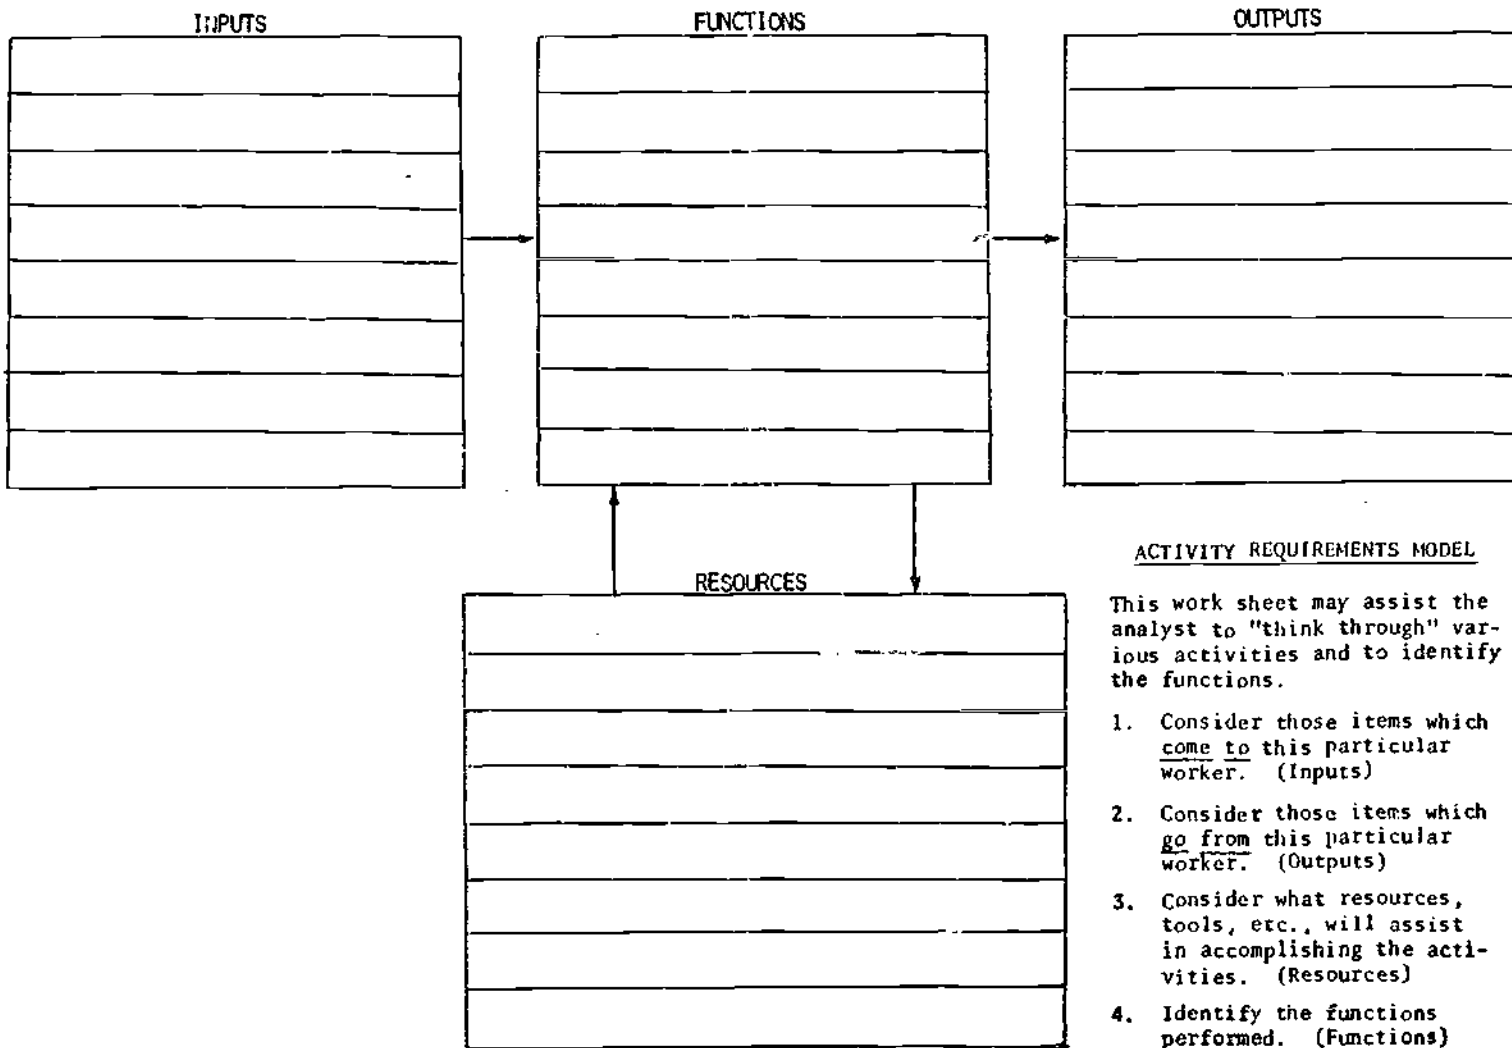 INPUTS
FUNCTIONS
OUTPUTS
RESOURCES
ACTIVITY REQUIREMENTS MODEL
This work sheet may assist the
analyst to "think through" var-
ious activities and to identify
the functions.
1. Consider those items which
come to this particular
worker. (Inputs)
2. Consider those items which
go from this particular
worker. (Outputs)
3. Consider what resources,
tools, etc., will assist
in accomplishing the acti-
vities. (Resources)
4. Identify the functions
performed. (Functions)